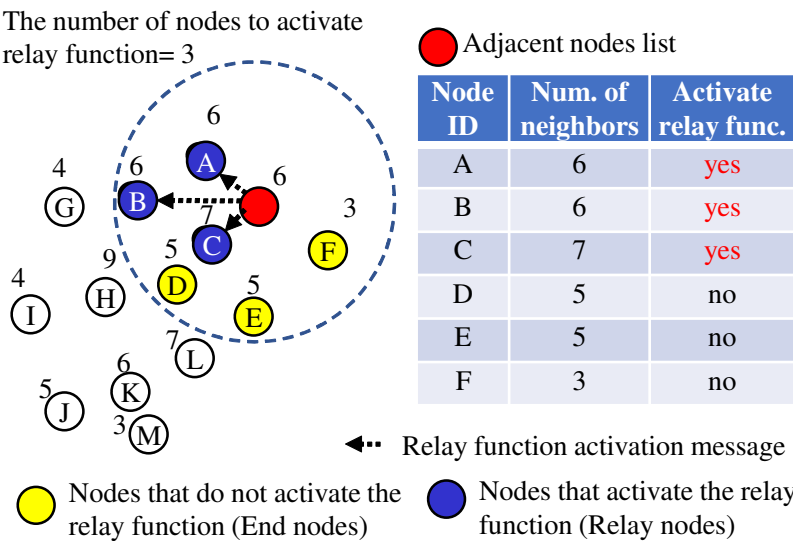 The number of nodes to activate
relay function= 3
Adjacent nodes list
Node ID Num. of neighbors Activate relay func.
A 6 yes
B 6 yes
C 7 yes
D 5 no
E 5 no
F 3 no
6
A
6
B
6
7
C
3
F
4
G
5
D
9
H
5
E
4
I
7
L
6
K
5
J
3
M
Relay function activation message
Nodes that do not activate the
relay function (End nodes)
Nodes that activate the relay
function (Relay nodes)